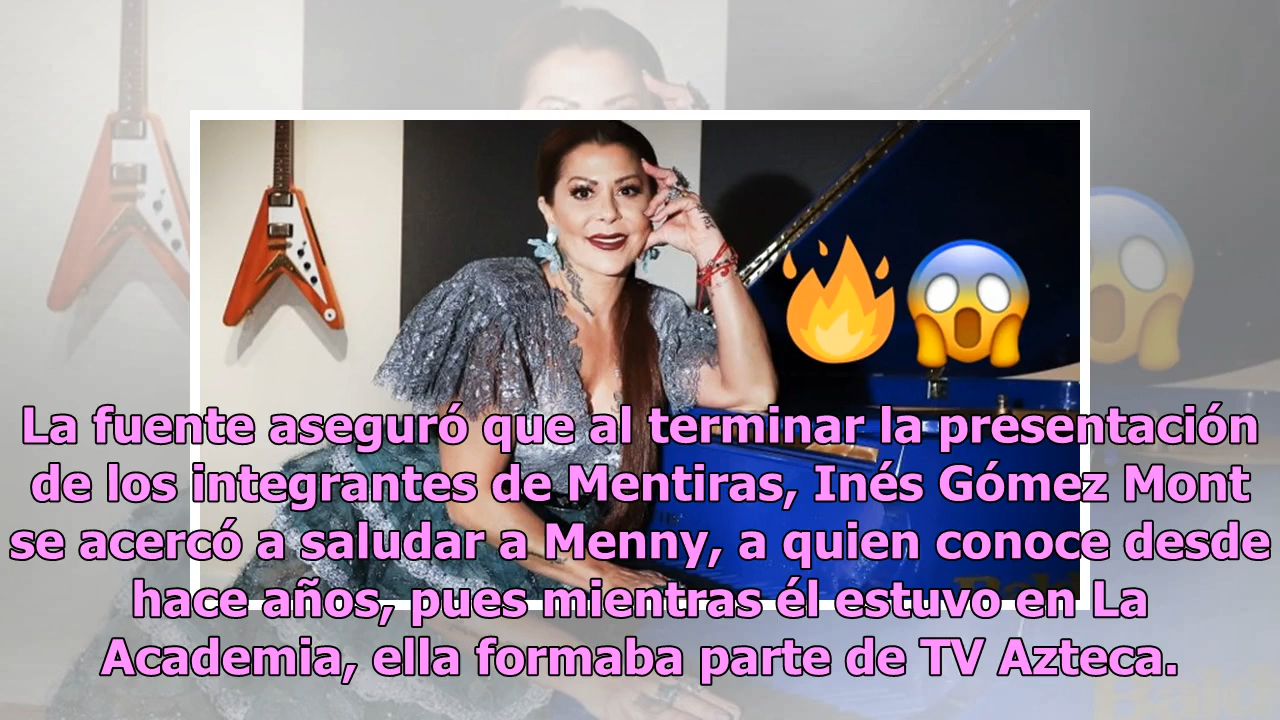 La fuente aseguró que al terminar la presentación
de los integrantes de Mentiras, Inés Gómez Mont
se acercó a saludar a Menny, a quien conoce desde
hace años, pues mientras él estuvo en La
Academia, ella formaba parte de TV Azteca.